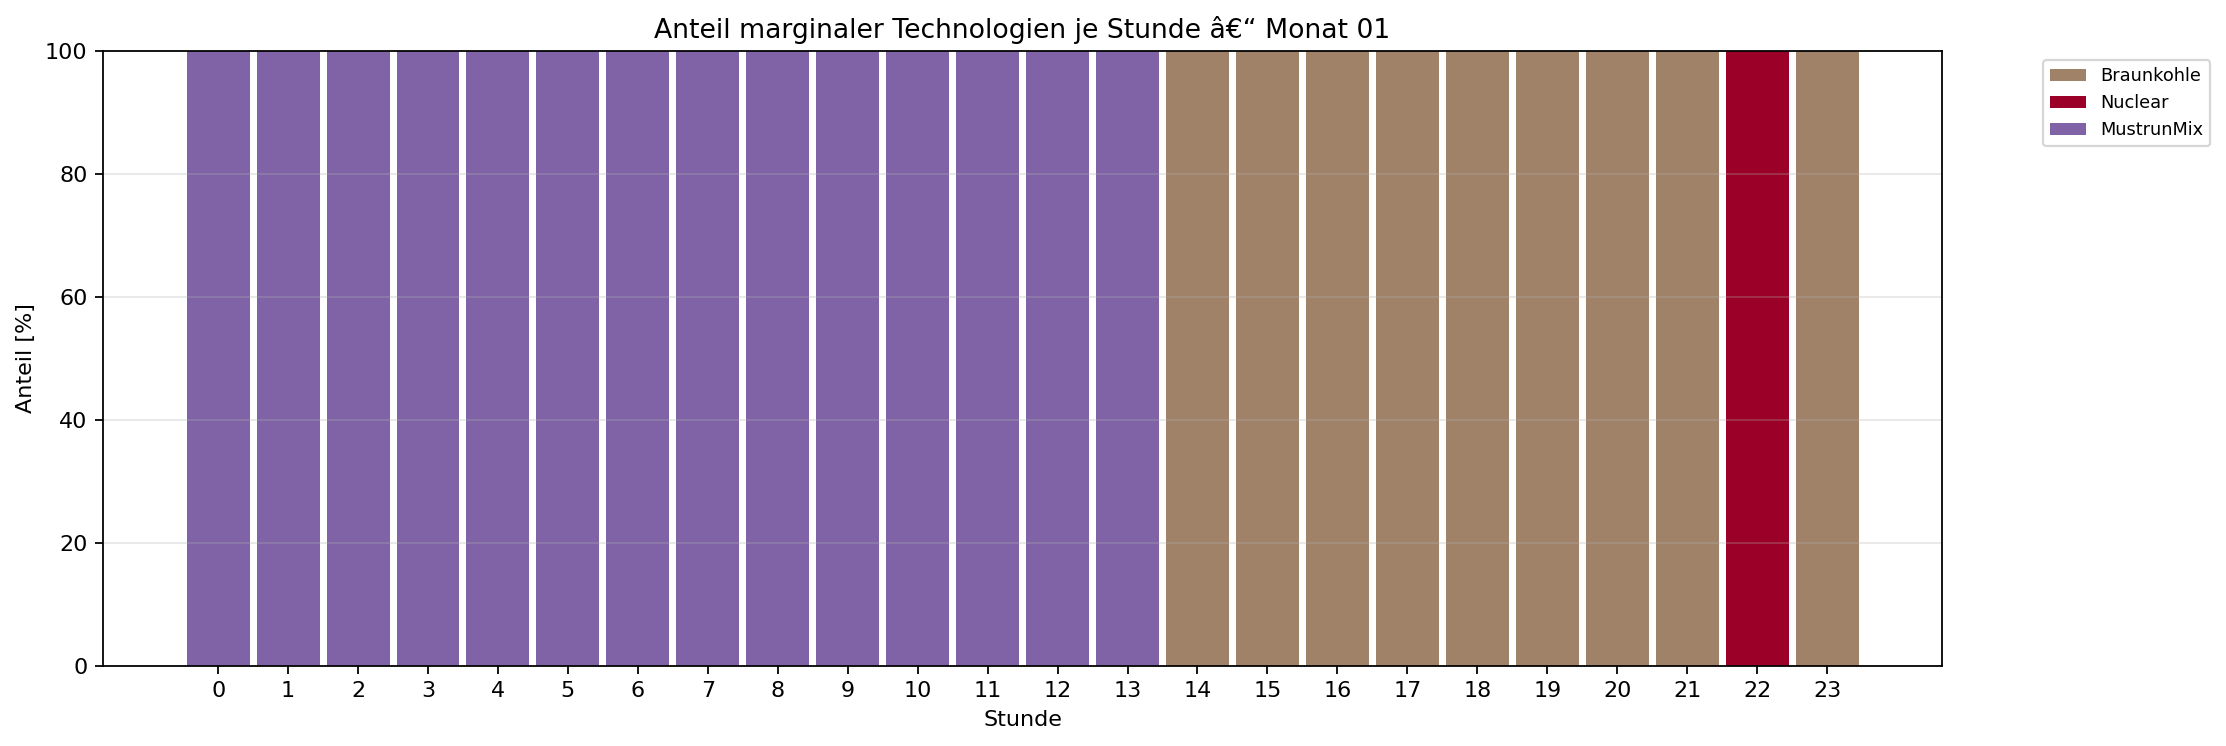 Anteil marginaler Technologien je Stunde â€“ Monat 01
100
80
60
40
20
0
Anteil [%]
0 1 2 3 4 5 6 7 8 9 10 11 12 13 14 15 16 17 18 19 20 21 22 23
Stunde
Braunkohle
Nuclear
MustrunMix